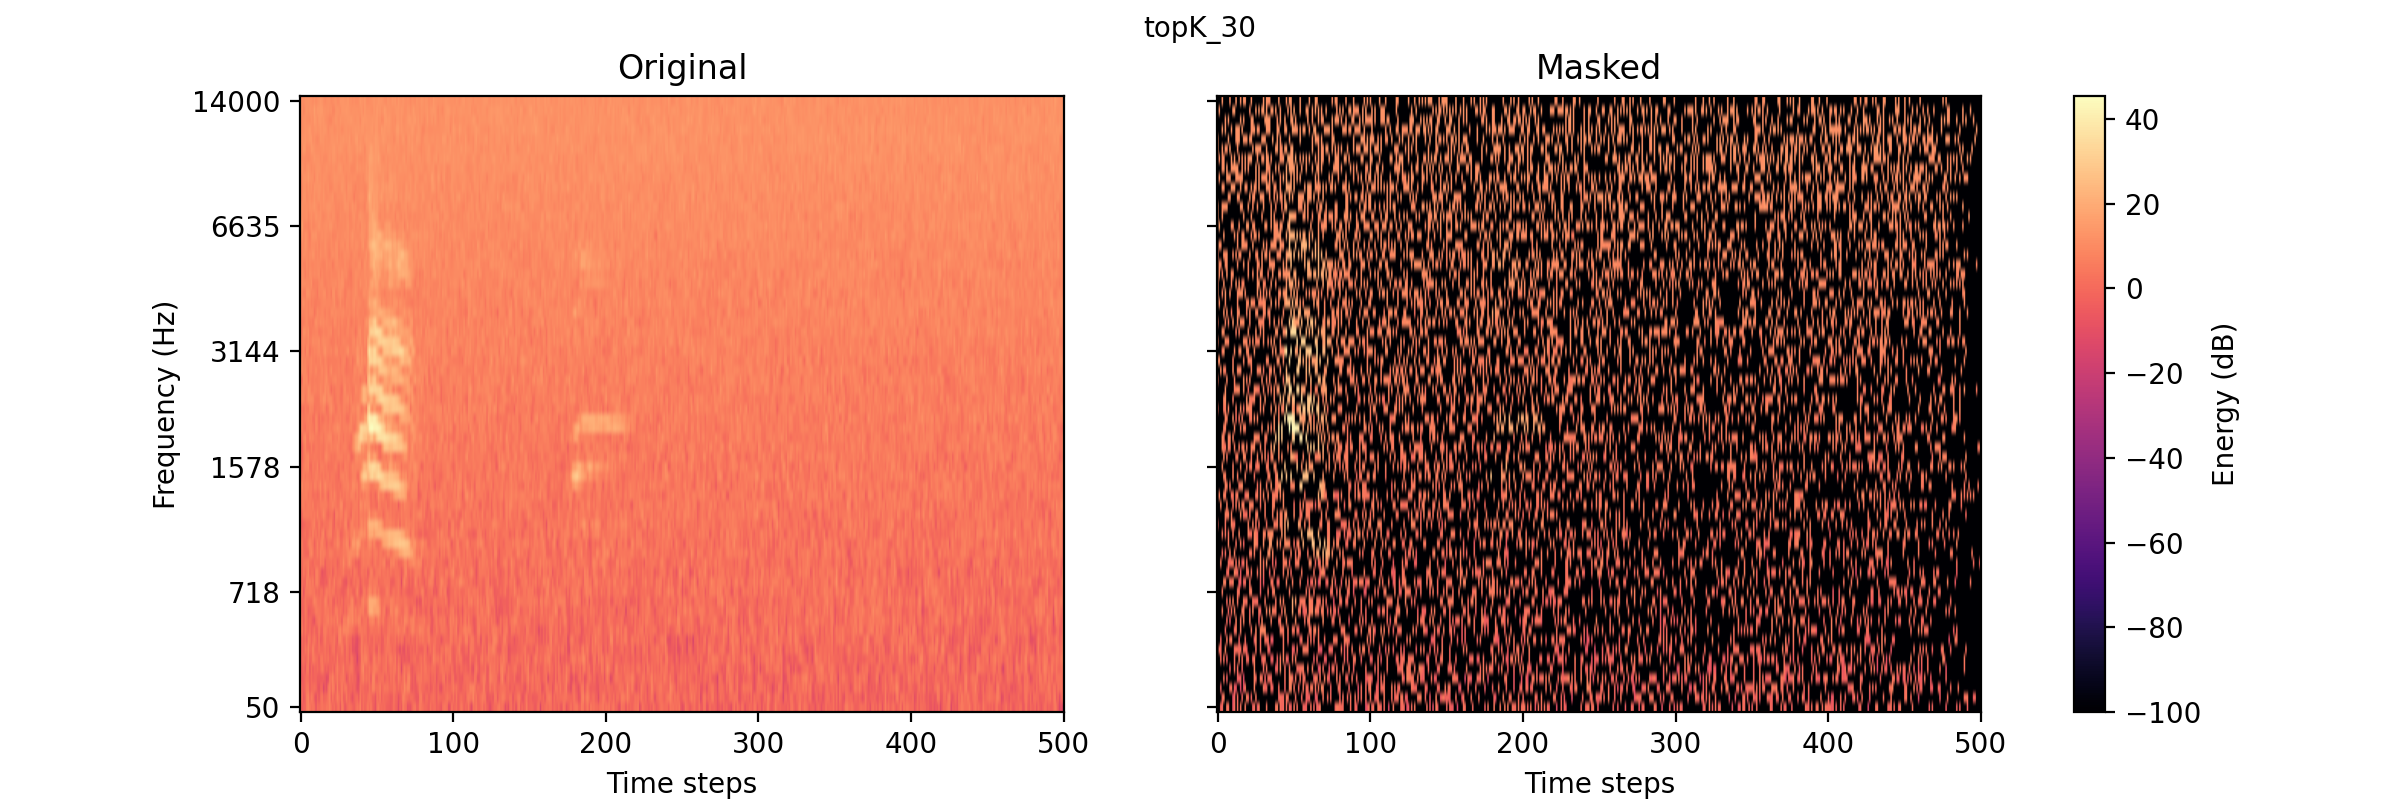 topK_30
Original
Masked
14000
6635
3144
1578
718
50
Frequency (Hz)
0 100 200 300 400 500
Time steps
0 100 200 300 400 500
Time steps
40
20
0
−20
−40
−60
−80
−100
Energy (dB)